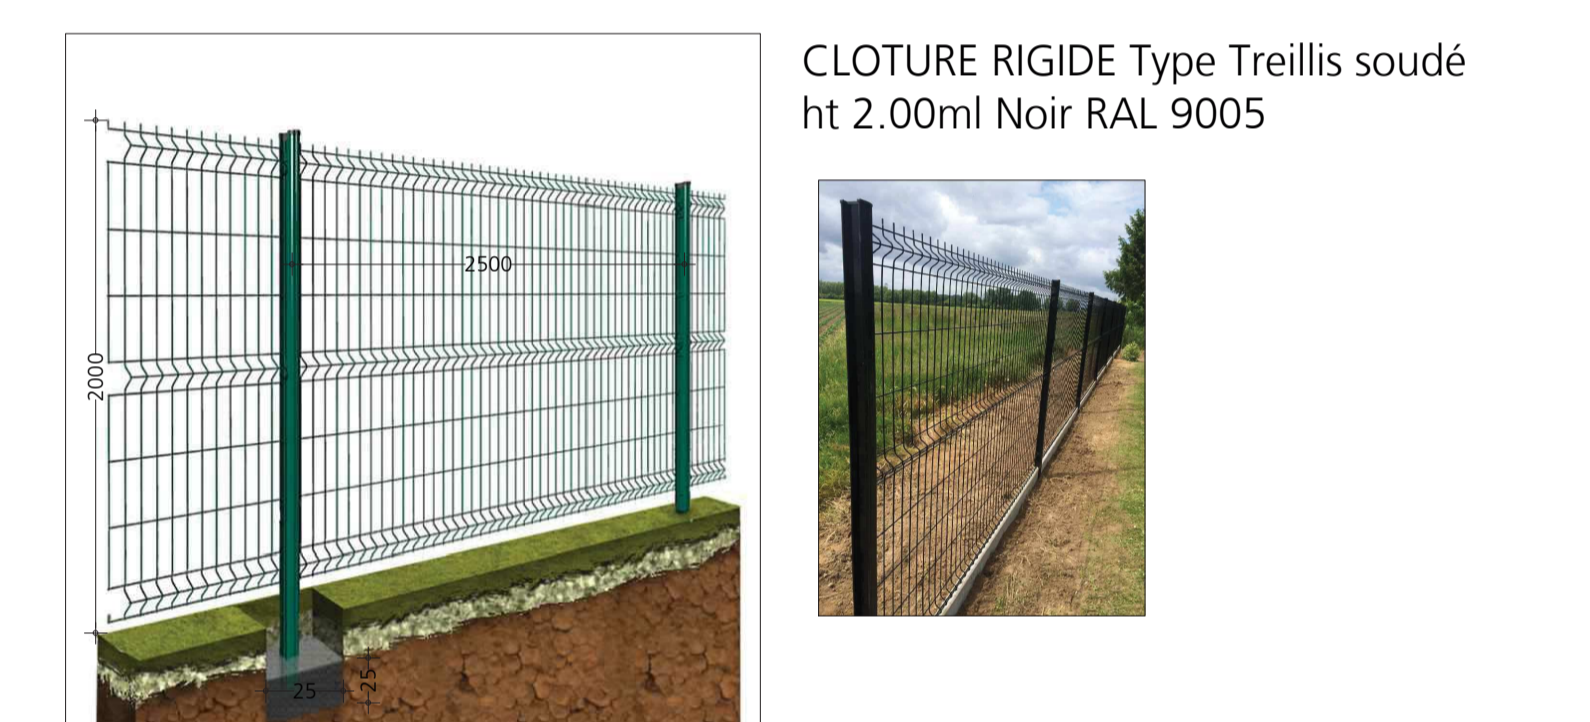 CLOTURE RIGIDE Type Treillis soudé
ht 2.00ml Noir RAL 9005
2500
2000
25
25